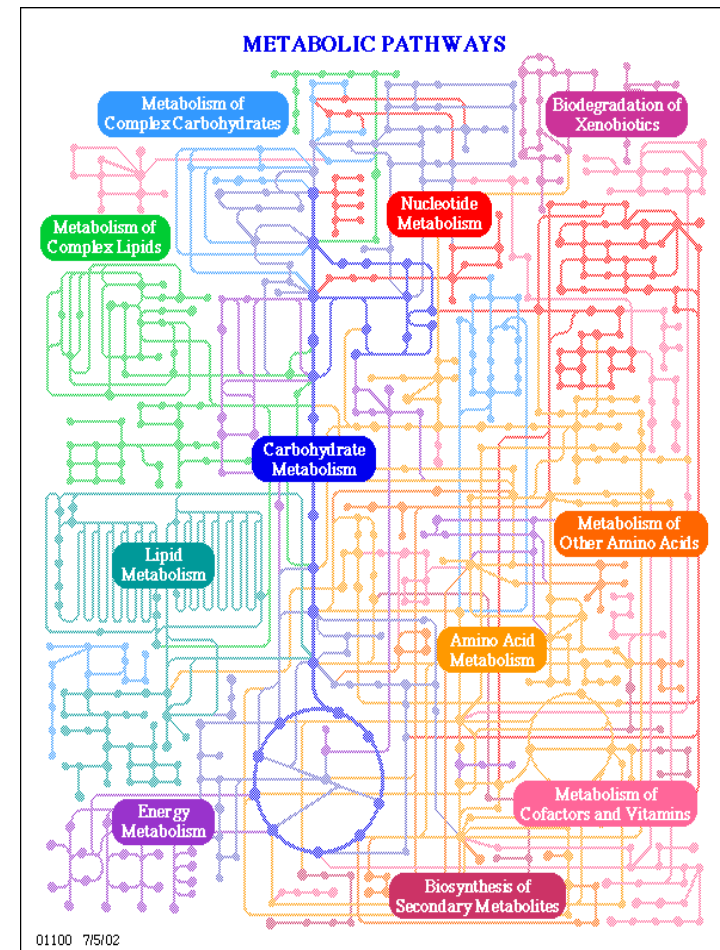 METABOLIC PATHWAYS
Metabolism of
Complex Carbohydrates
Biodegradation of
Xenobiotics
Nucleotide
Metabolism
Metabolism of
Complex Lipids
Carbohydrate
Metabolism
Metabolism of
Other Amino Acids
Lipid
Metabolism
Amino Acid
Metabolism
Metabolism of
Cofactors and Vitamins
Energy
Metabolism
Biosynthesis of
Secondary Metabolites
01100 7/5/02